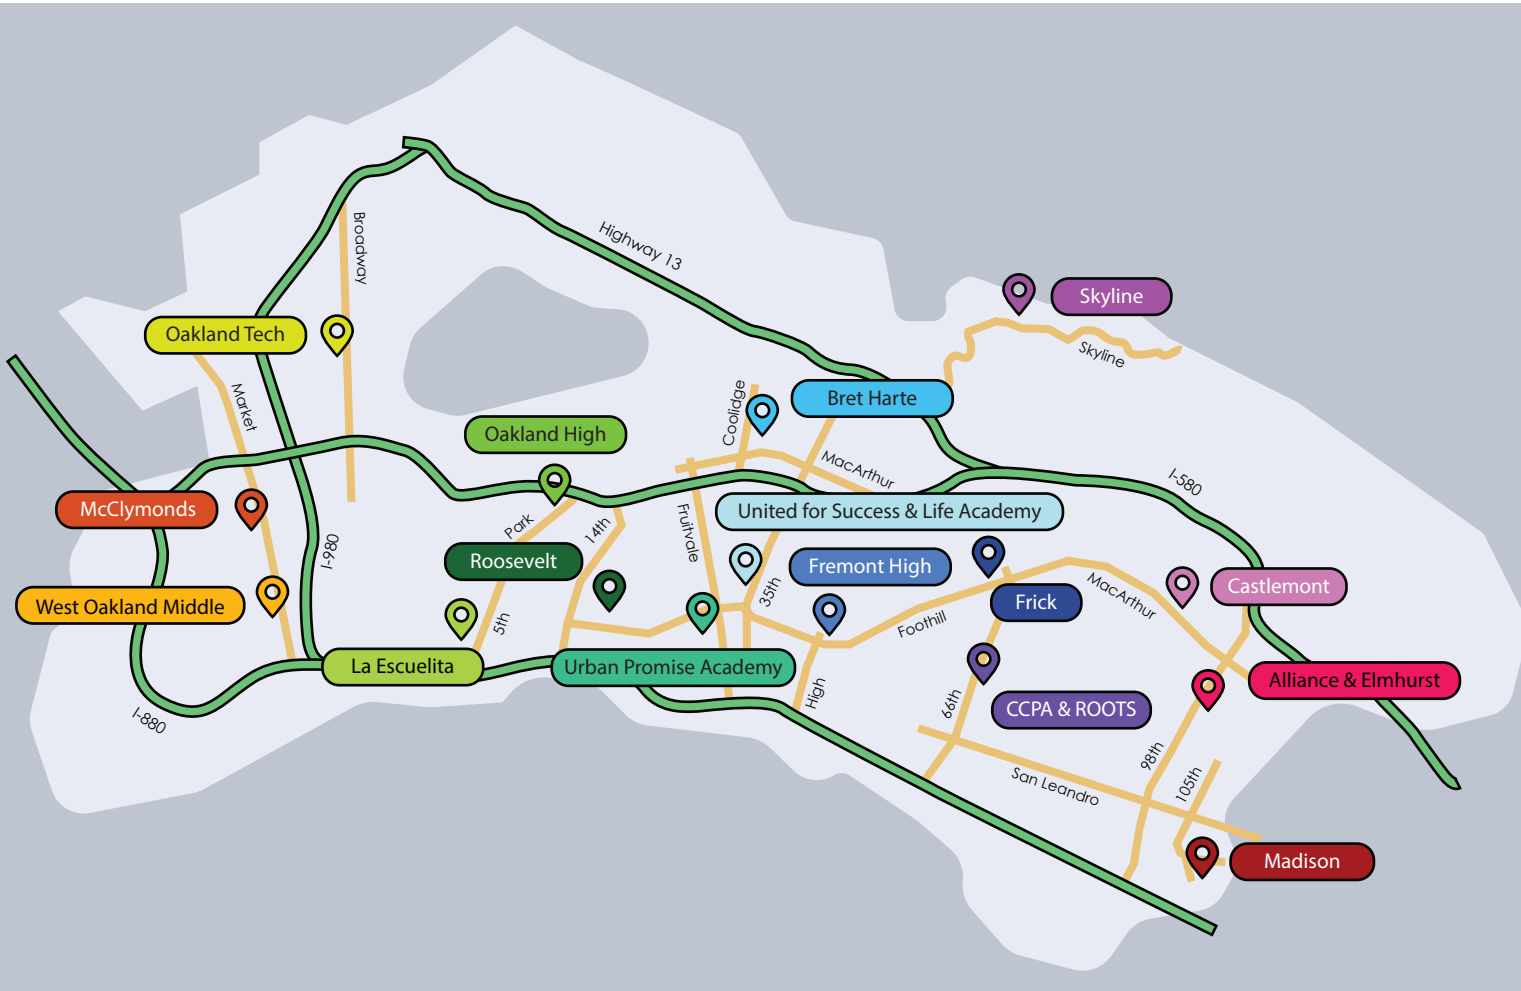 Broadway
Highway 13
Skyline
Oakland Tech
Skyline
Market
Coolidge
Bret Harte
Oakland High
MacArthur
I-580
McClymonds
Park
14th
Fruitvale
United for Success & Life Academy
I-980
Roosevelt
35th
Fremont High
Frick
MacArthur
Castlemont
West Oakland Middle
5th
Foothill
La Escuelita
Urban Promise Academy
High
66th
CCPA & ROOTS
Alliance & Elmhurst
I-880
98th
San Leandro
105th
Madison